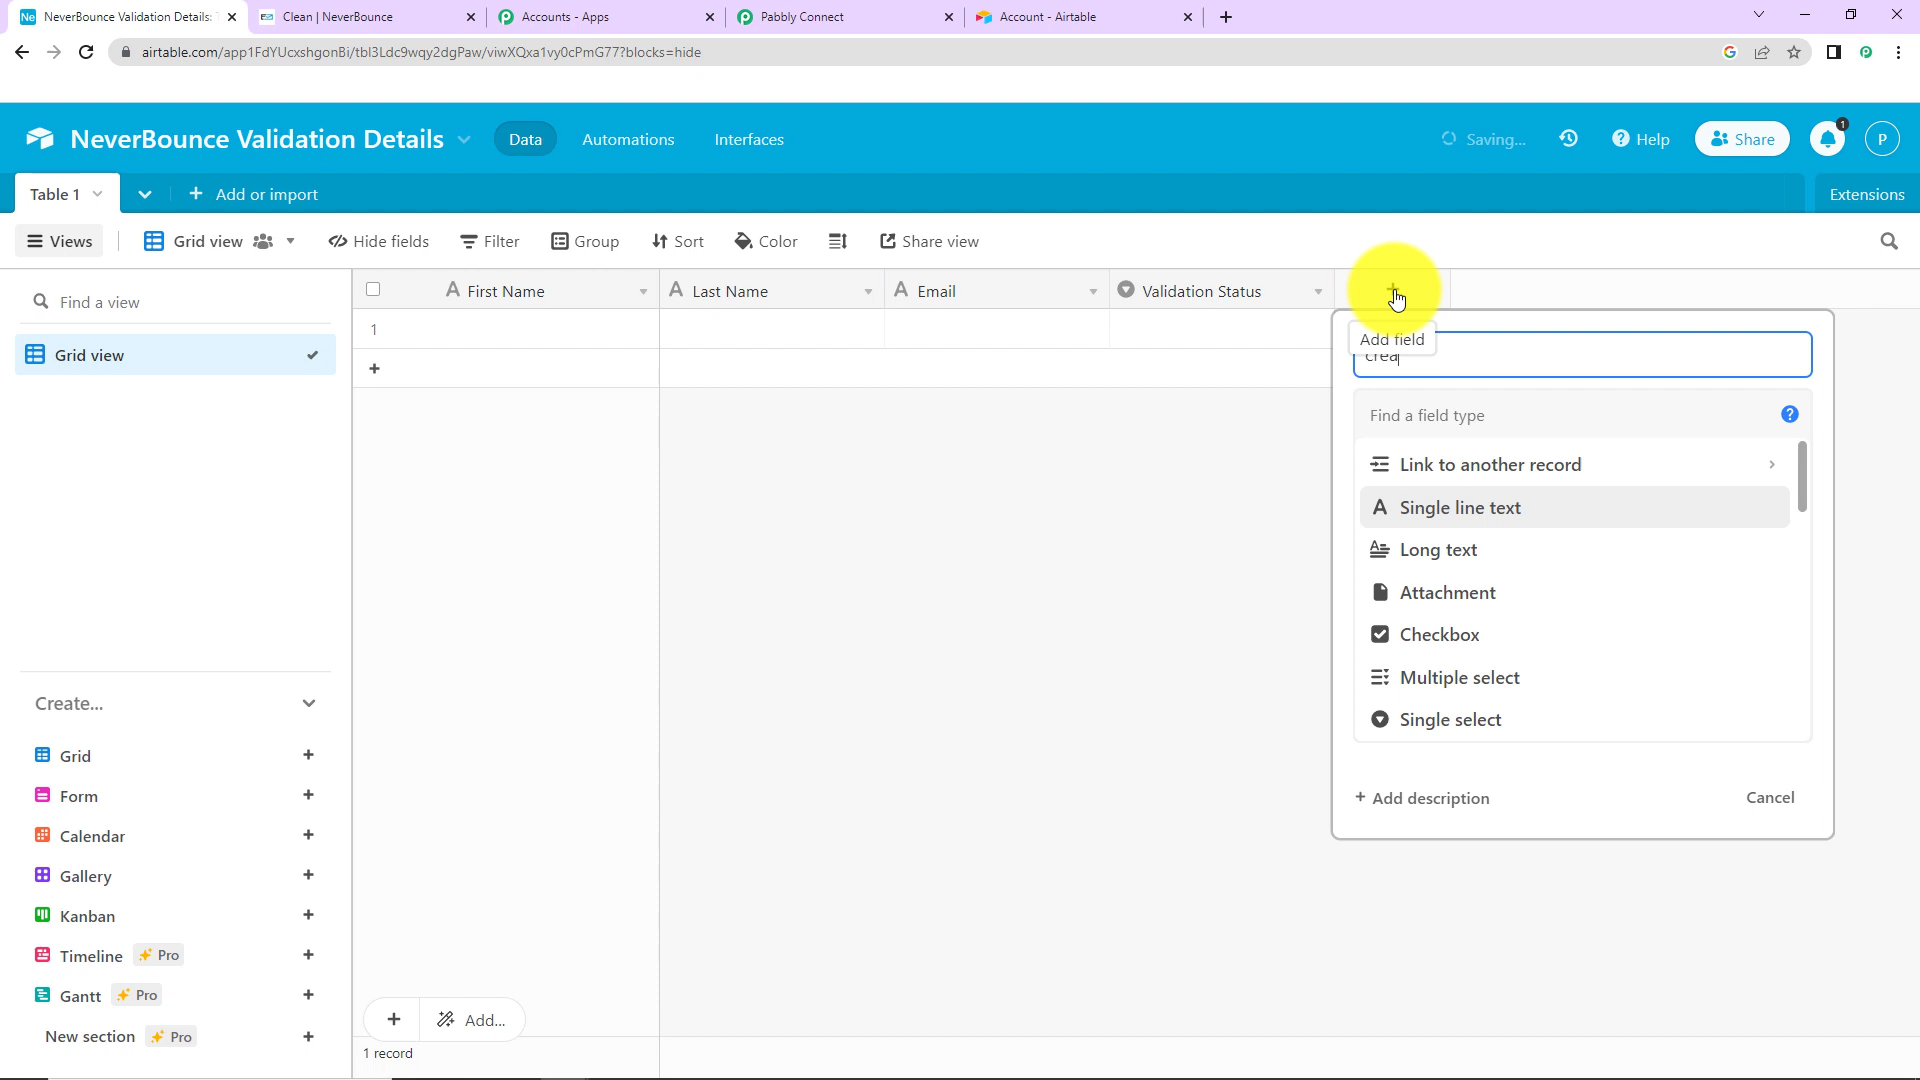 NeverBounce Validation Details:
Clean | NeverBounce
Accounts - Apps
Pabbly Connect
Account - Airtable
airtable.com/app1FdYUcxshgonBi/tbl3Ldc9wqy2dgPaw/viwXQxa1vy0cPmG77?blocks=hide
NeverBounce Validation Details
Data
Automations
Interfaces
Saving...
Help
Share
1
P
Table 1
Add or import
Extensions
Views
Grid view
Hide fields
Filter
Group
Sort
Color
Share view
Find a view
First Name
Last Name
Email
Validation Status
1
Grid view
Add field
crea
Find a field type
Link to another record
Single line text
Long text
Attachment
Checkbox
Multiple select
Single select
+ Add description
Cancel
Create...
Grid
Form
Calendar
Gallery
Kanban
Timeline Pro
Gantt Pro
New section Pro
Add...
1 record